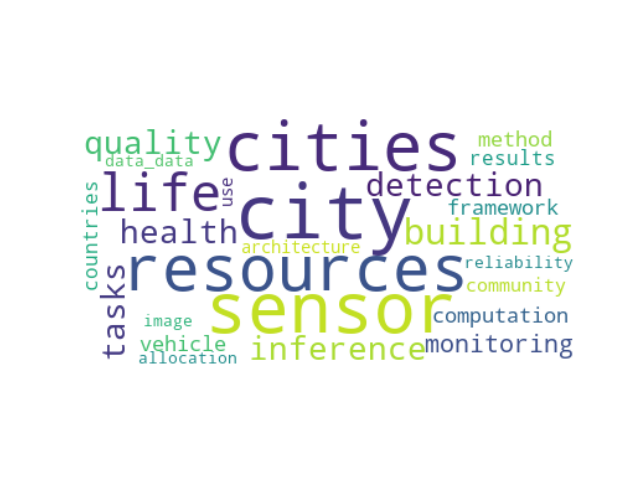 cities
quality
method
data_data
results
life
use
detection
city
countries
framework
health
building
architecture
resources
reliability
tasks
sensor
community
image
computation
vehicle
inference
monitoring
allocation